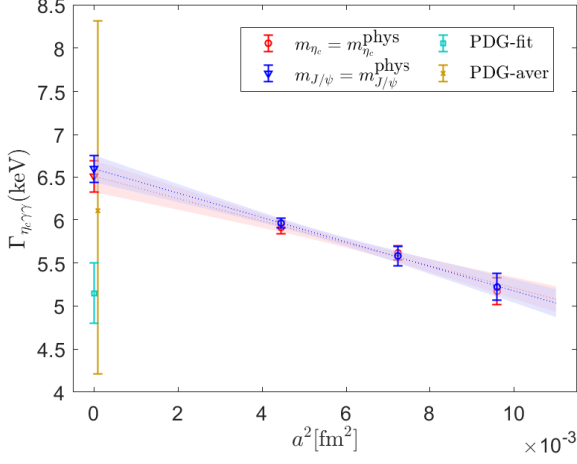 8.5
8
7.5
7
6.5
6
5.5
5
4.5
4
Γ_{η_cγγ}(keV)
m_{η_c} = m_{η_c}^{phys}
m_{J/ψ} = m_{J/ψ}^{phys}
PDG-fit
PDG-aver
0 2 4 6 8 10
a²[fm²]
×10⁻³